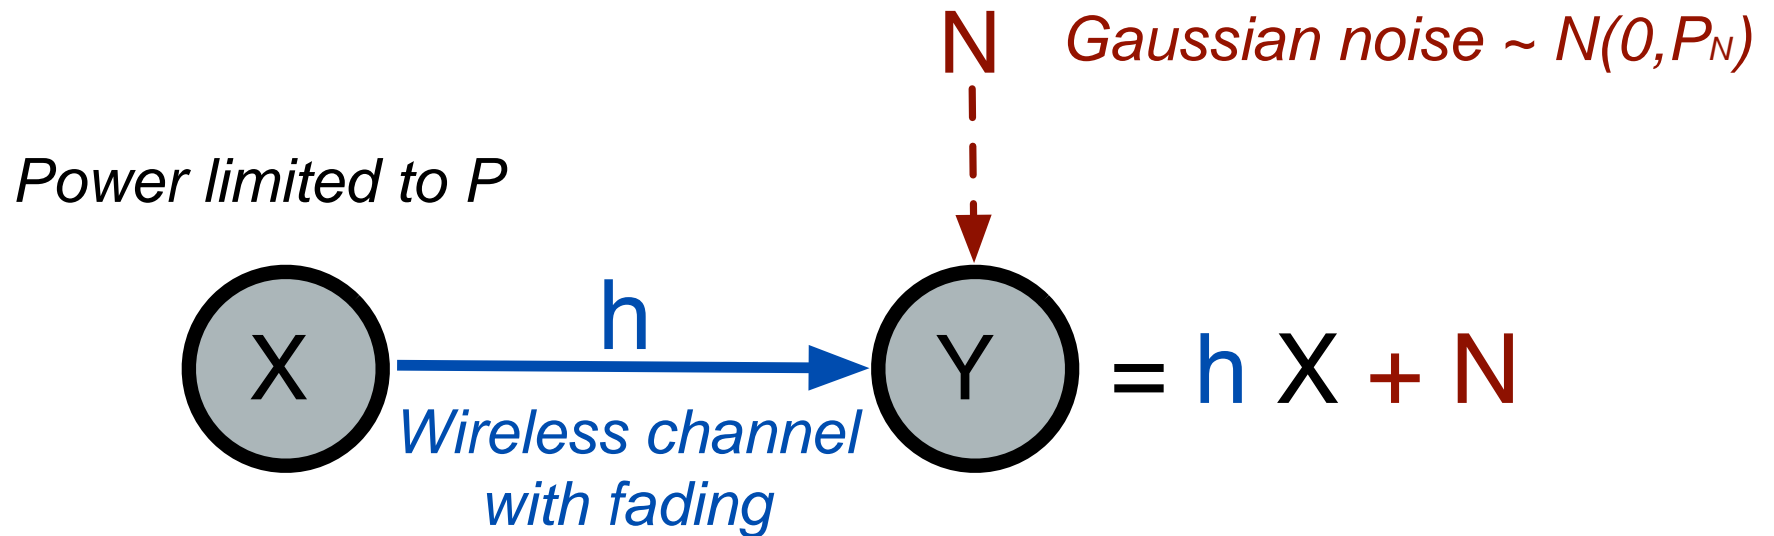 N Gaussian noise ~ N(0,PN)
Power limited to P
h
X Y = h X + N
Wireless channel
with fading